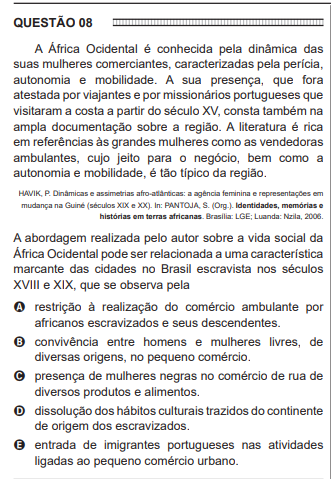 QUESTÃO 08
A África Ocidental é conhecida pela dinâmica das
suas mulheres comerciantes, caracterizadas pela perícia,
autonomia e mobilidade. A sua presença, que fora
atestada por viajantes e por missionários portugueses que
visitaram a costa a partir do século XV, consta também na
ampla documentação sobre a região. A literatura é rica
em referências às grandes mulheres como as vendedoras
ambulantes, cujo jeito para o negócio, bem como a
autonomia e mobilidade, é tão típico da região.
HAVIK, P. Dinâmicas e assimetrias afro-atlânticas: a agência feminina e representações em
mudança na Guiné (séculos XIX e XX). In: PANTOJA, S. (Org.). Identidades, memórias e
histórias em terras africanas. Brasília: LGE; Luanda: Nzila, 2006.
A abordagem realizada pelo autor sobre a vida social da
África Ocidental pode ser relacionada a uma característica
marcante das cidades no Brasil escravista nos séculos
XVIII e XIX, que se observa pela
A restrição à realização do comércio ambulante por
africanos escravizados e seus descendentes.
B convivência entre homens e mulheres livres, de
diversas origens, no pequeno comércio.
C presença de mulheres negras no comércio de rua de
diversos produtos e alimentos.
D dissolução dos hábitos culturais trazidos do continente
de origem dos escravizados.
E entrada de imigrantes portugueses nas atividades
ligadas ao pequeno comércio urbano.